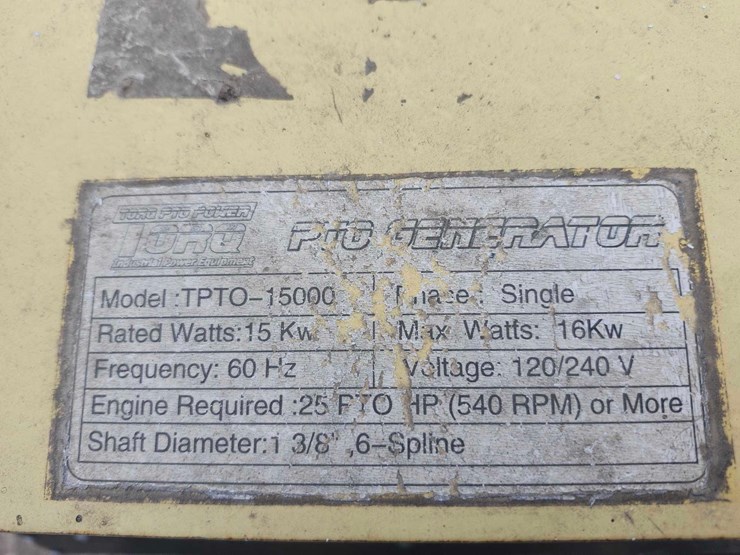 TORQ PTO POWER
TORQ PTO GENERATOR
Model :TPTO-15000 Phase : Single
Rated Watts:15 Kw Max Watts: 16Kw
Frequency: 60 Hz Voltage: 120/240 V
Engine Required :25 PTO HP (540 RPM) or More
Shaft Diameter:1 3/8" ,6-Spline